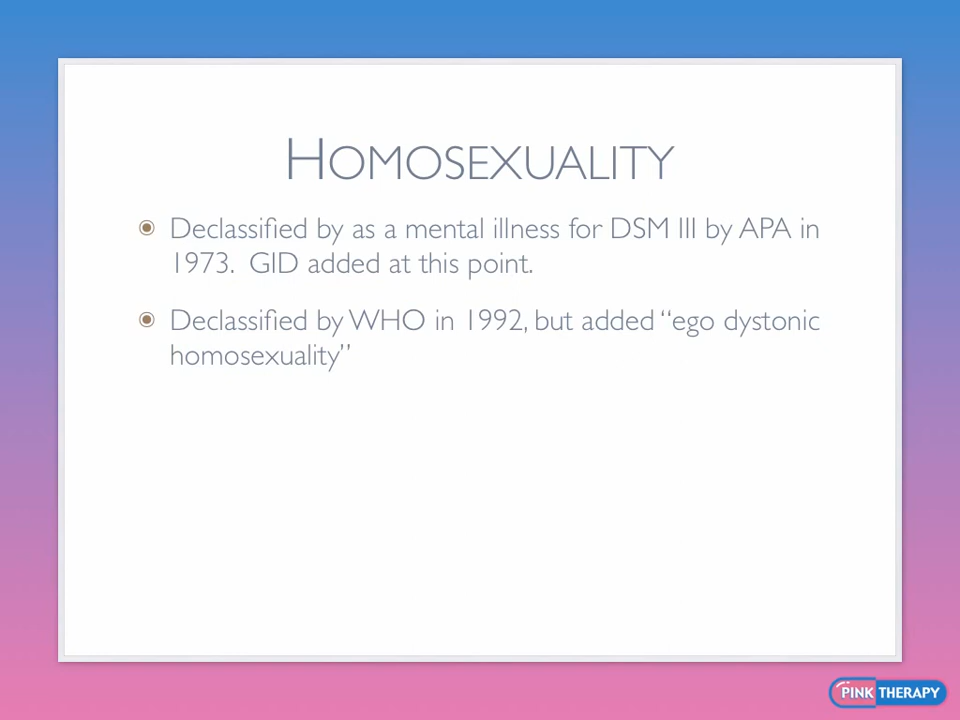 HOMOSEXUALITY
Declassified by as a mental illness for DSM III by APA in
1973.  GID added at this point.
Declassified by WHO in 1992, but added “ego dystonic
homosexuality”
PINK THERAPY